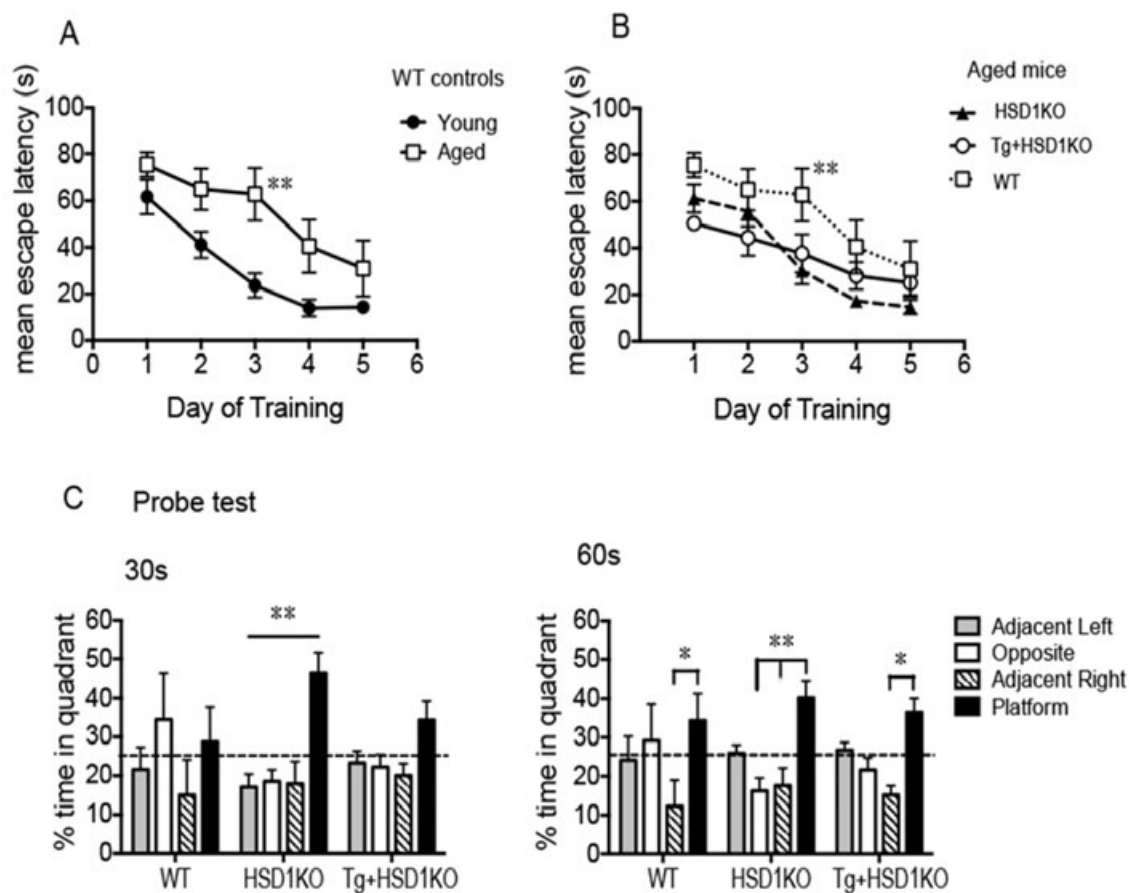 A
WT controls
Young
Aged
mean escape latency (s)
100
80
60
40
20
0
**
0 1 2 3 4 5 6
Day of Training
B
Aged mice
HSD1KO
Tg+HSD1KO
WT
mean escape latency (s)
100
80
60
40
20
0
**
1 2 3 4 5 6
Day of Training
C Probe test
30s
% time in quadrant
60
50
40
30
20
10
0
**
WT HSD1KO Tg+HSD1KO
60s
% time in quadrant
60
50
40
30
20
10
0
* ** *
WT HSD1KO Tg+HSD1KO
Adjacent Left
Opposite
Adjacent Right
Platform